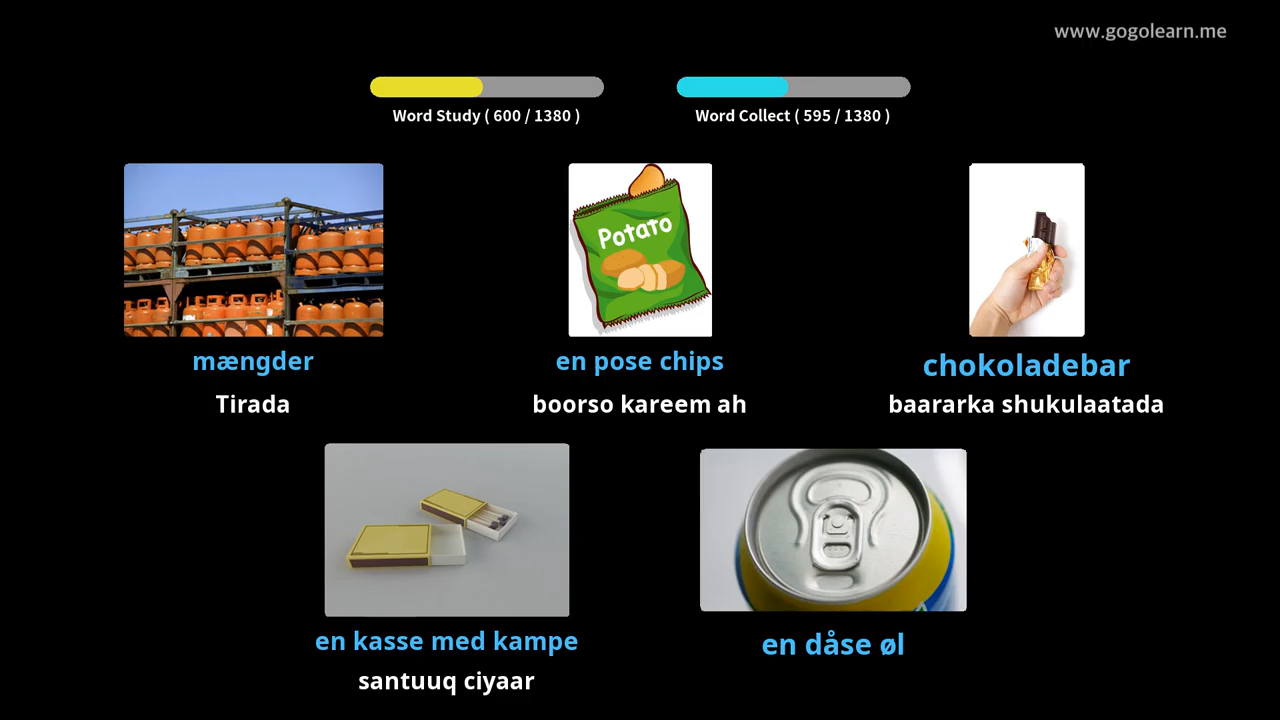 www.gogolearn.me
Word Study ( 600 / 1380 )
Word Collect ( 595 / 1380 )
Potato
mængder
Tirada
en pose chips
boorso kareem ah
chokoladebar
baararka shukulaatada
en kasse med kampe
santuuq ciyaar
en dåse øl